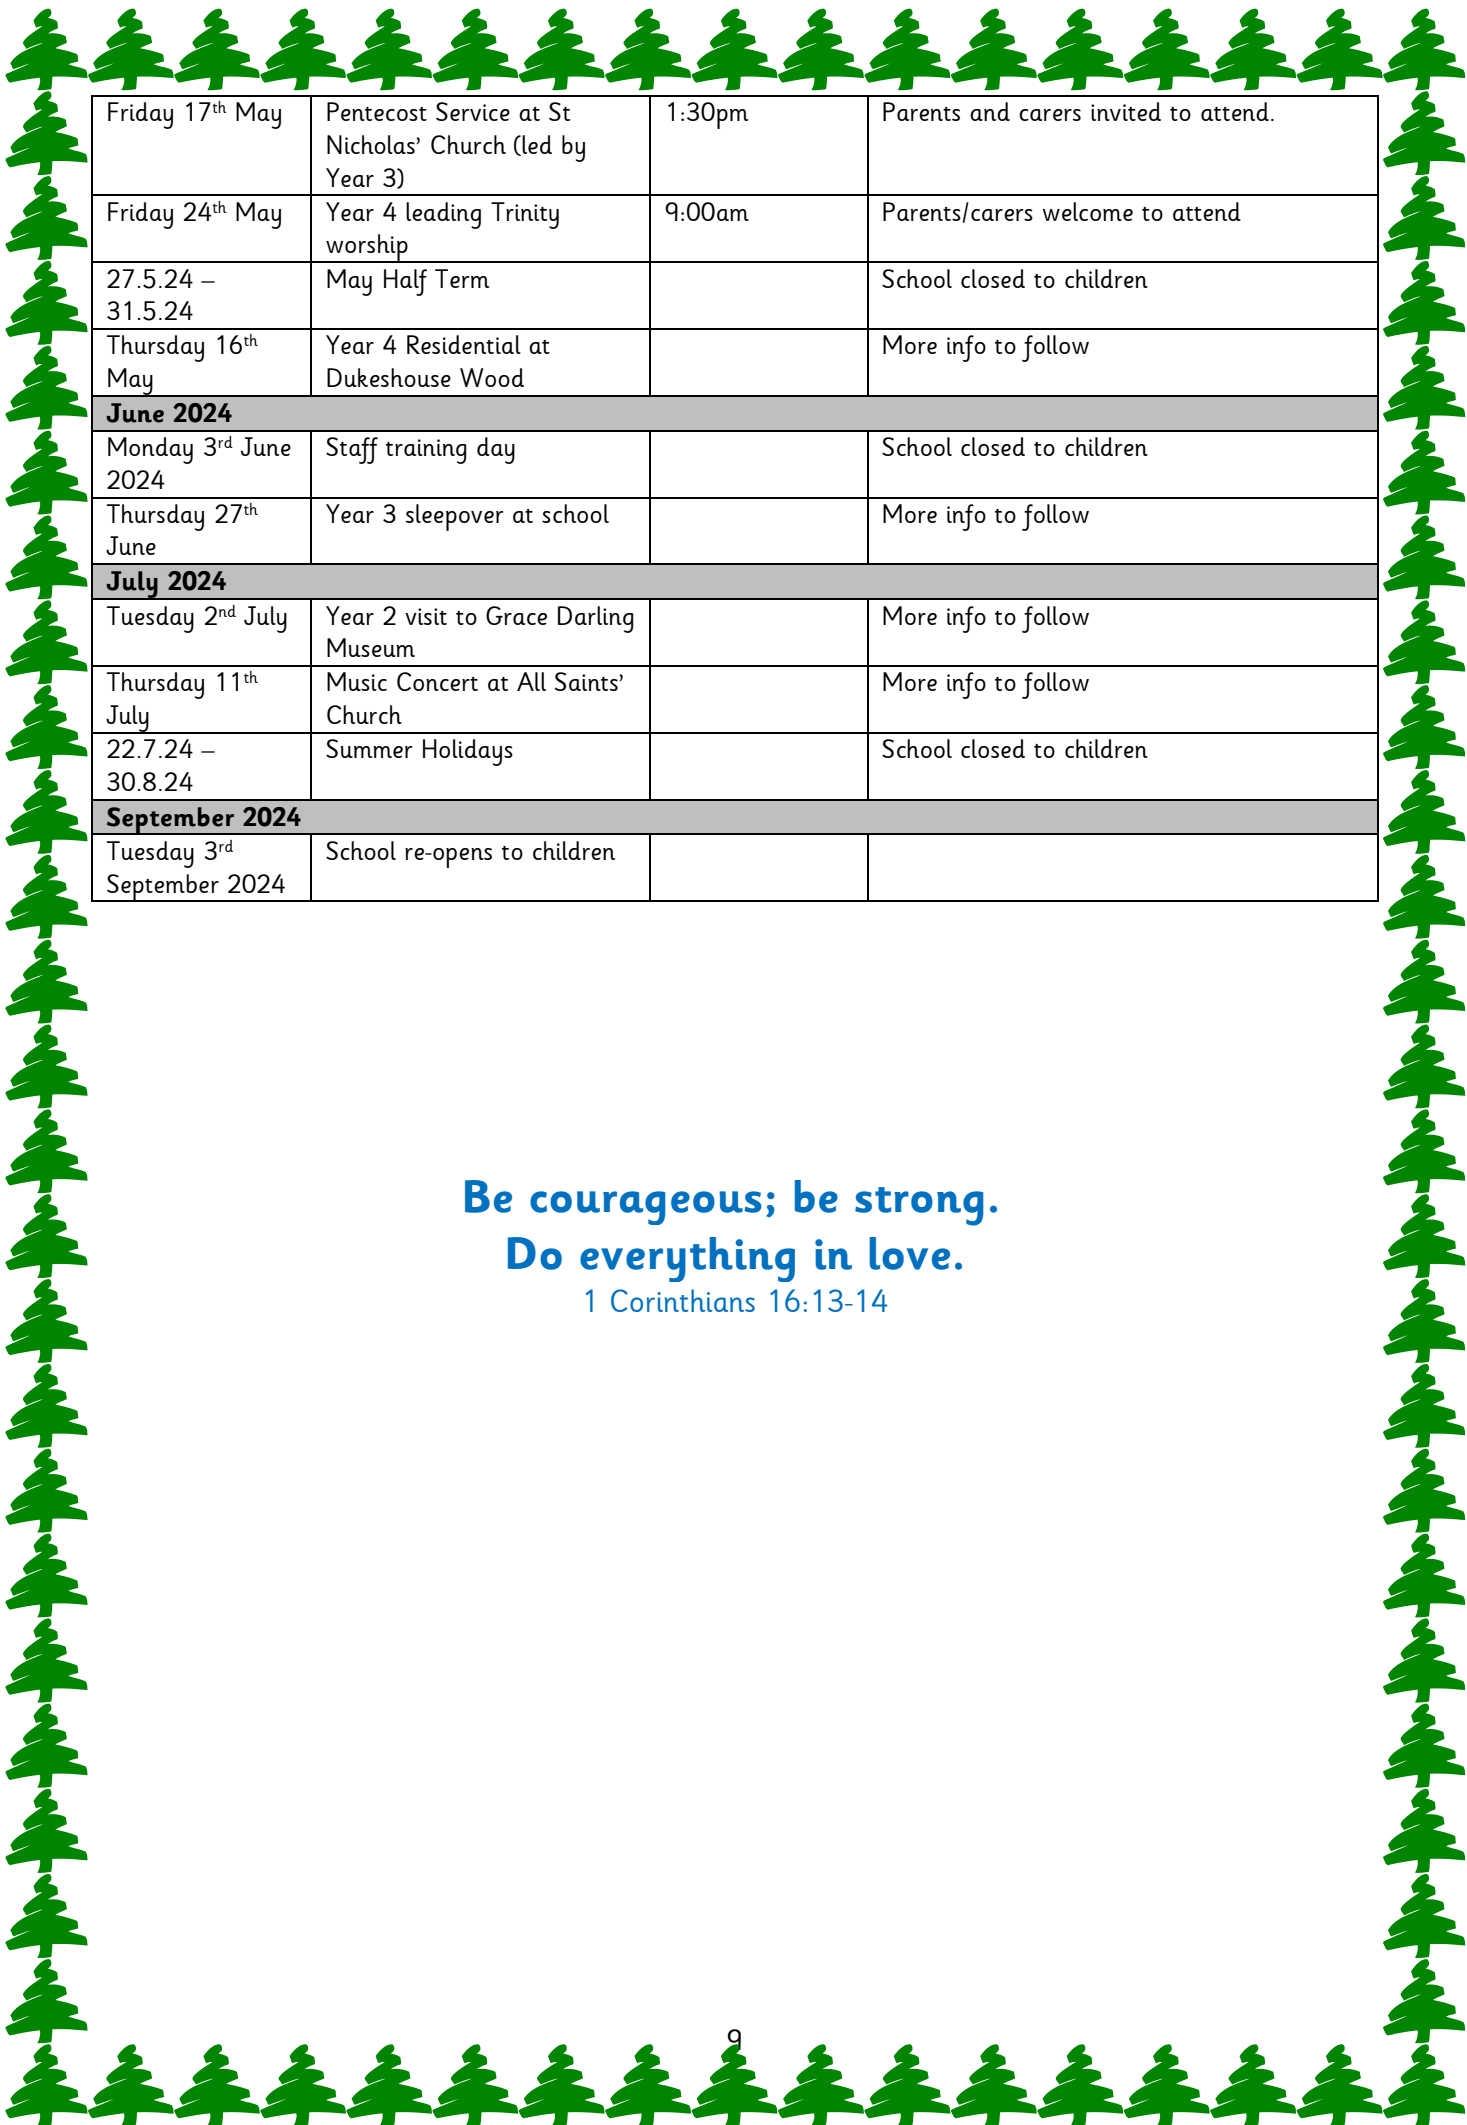 Friday 17th May
Pentecost Service at St
Nicholas’ Church (led by
Year 3)
1:30pm
Parents and carers invited to attend.
Friday 24th May
Year 4 leading Trinity
worship
9:00am
Parents/carers welcome to attend
27.5.24 –
31.5.24
May Half Term
School closed to children
Thursday 16th
May
Year 4 Residential at
Dukeshouse Wood
More info to follow
June 2024
Monday 3rd June
2024
Staff training day
School closed to children
Thursday 27th
June
Year 3 sleepover at school
More info to follow
July 2024
Tuesday 2nd July
Year 2 visit to Grace Darling
Museum
More info to follow
Thursday 11th
July
Music Concert at All Saints’
Church
More info to follow
22.7.24 –
30.8.24
Summer Holidays
School closed to children
September 2024
Tuesday 3rd
September 2024
School re-opens to children
Be courageous; be strong.
Do everything in love.
1 Corinthians 16:13-14
9